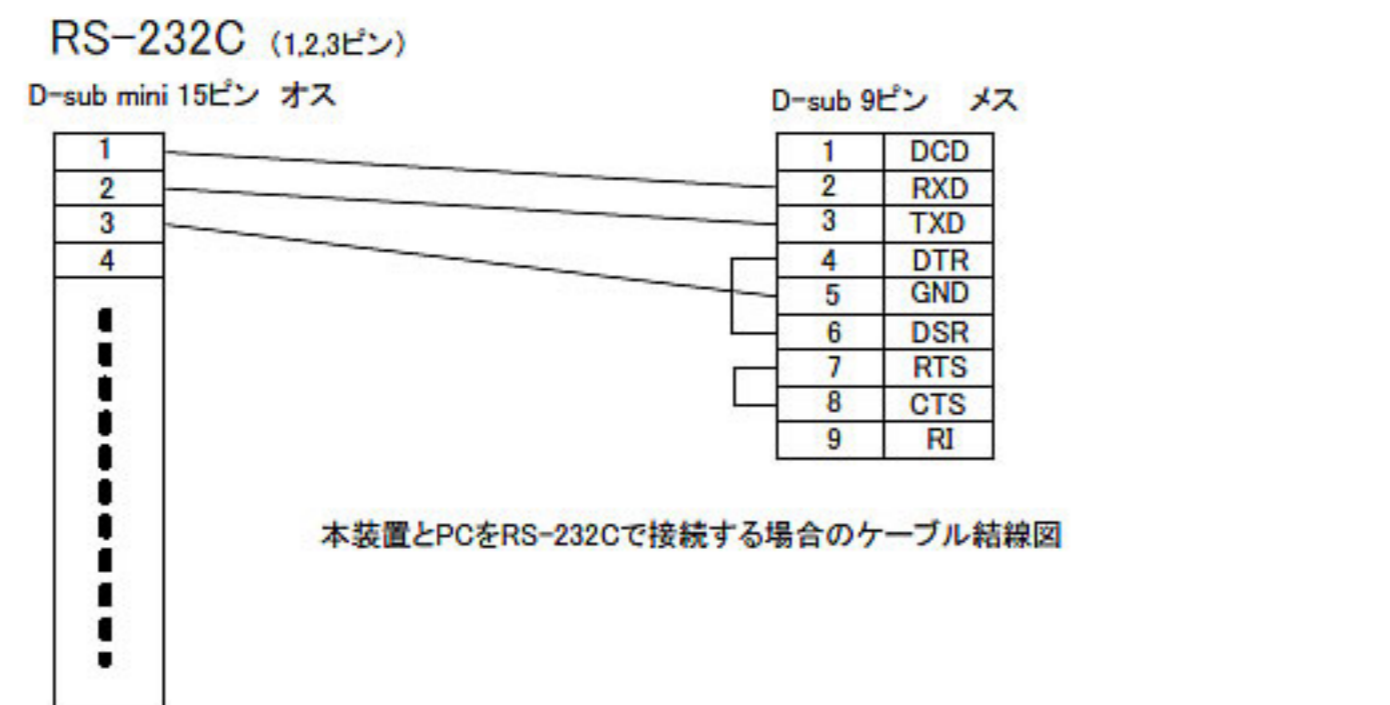 RS-232C (1,2,3ピン)
D-sub mini 15ピン オス
D-sub 9ピン メス
1
2
3
4
1 DCD
2 RXD
3 TXD
4 DTR
5 GND
6 DSR
7 RTS
8 CTS
9 RI
本装置とPCをRS-232Cで接続する場合のケーブル結線図